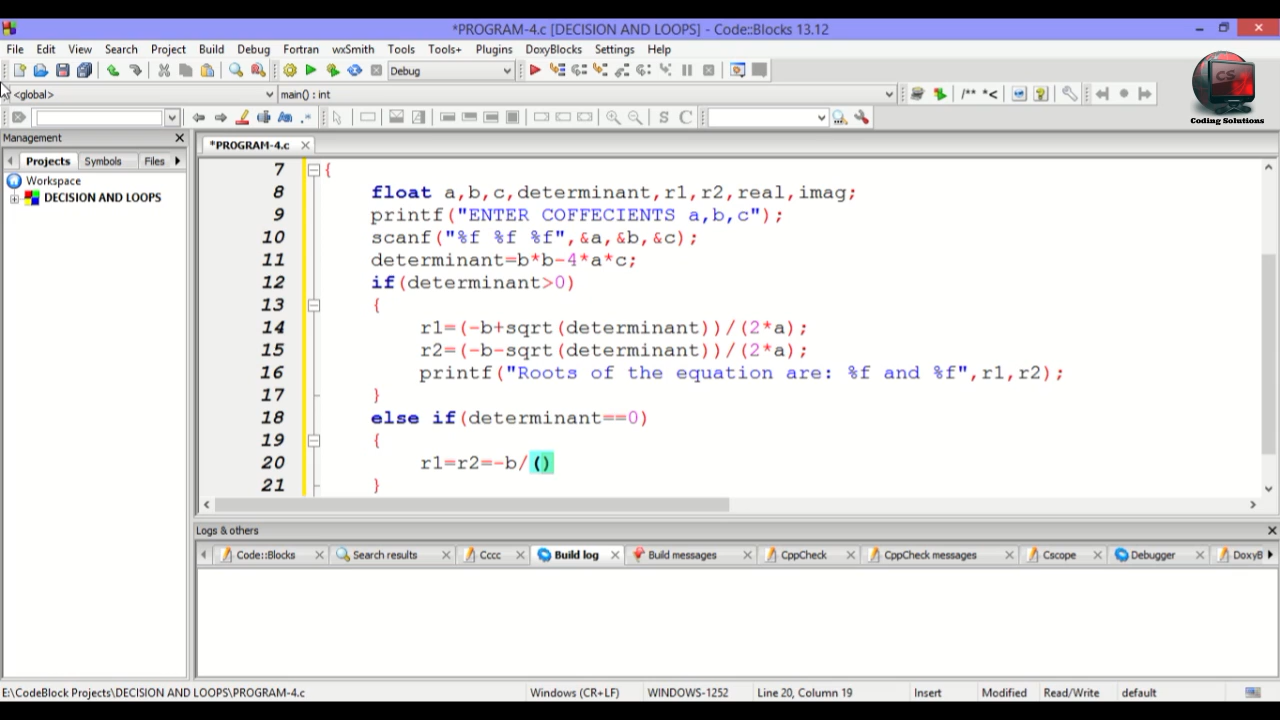 *PROGRAM-4.c [DECISION AND LOOPS] - Code::Blocks 13.12
File Edit View Search Project Build Debug Fortran wxSmith Tools Tools+ Plugins DoxyBlocks Settings Help
Debug
<global> main() : int /** *<
.* S C
CS
Coding Solutions
Management
*PROGRAM-4.c
Projects Symbols Files
Workspace
DECISION AND LOOPS
7 {
8 float a,b,c,determinant,r1,r2,real,imag;
9 printf("ENTER COFFECIENTS a,b,c");
10 scanf("%f %f %f",&a,&b,&c);
11 determinant=b*b-4*a*c;
12 if(determinant>0)
13 {
14 r1=(-b+sqrt(determinant))/(2*a);
15 r2=(-b-sqrt(determinant))/(2*a);
16 printf("Roots of the equation are: %f and %f",r1,r2);
17 }
18 else if(determinant==0)
19 {
20 r1=r2=-b/()
21 }
Logs & others
Code::Blocks Search results Cccc Build log Build messages CppCheck CppCheck messages Cscope Debugger DoxyB
E:\CodeBlock Projects\DECISION AND LOOPS\PROGRAM-4.c Windows (CR+LF) WINDOWS-1252 Line 20, Column 19 Insert Modified Read/Write default